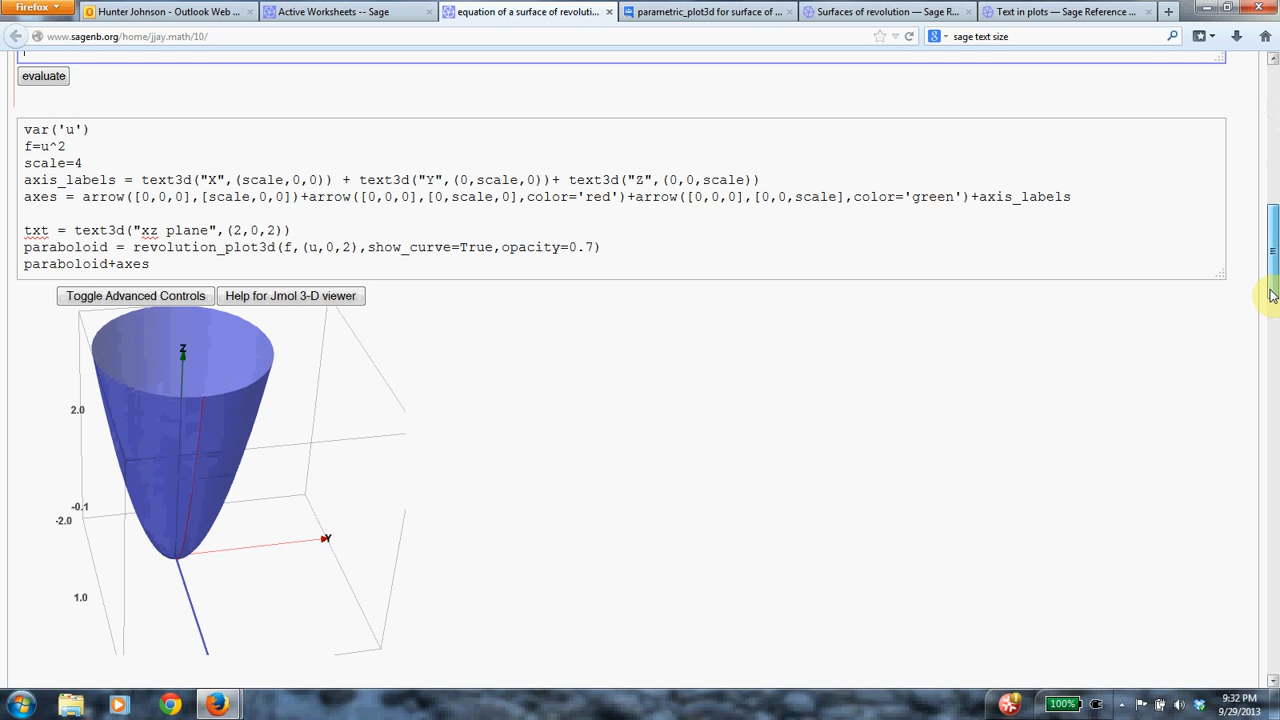 Firefox
Hunter Johnson - Outlook Web ...
Active Worksheets -- Sage
equation of a surface of revoluti...
parametric_plot3d for surface of ...
Surfaces of revolution — Sage R...
Text in plots — Sage Reference ...
www.sagenb.org/home/jjay.math/10/
sage text size
evaluate
var('u')
f=u^2
scale=4
axis_labels = text3d("X",(scale,0,0)) + text3d("Y",(0,scale,0))+ text3d("Z",(0,0,scale))
axes = arrow([0,0,0],[scale,0,0])+arrow([0,0,0],[0,scale,0],color='red')+arrow([0,0,0],[0,0,scale],color='green')+axis_labels
txt = text3d("xz plane",(2,0,2))
paraboloid = revolution_plot3d(f,(u,0,2),show_curve=True,opacity=0.7)
paraboloid+axes
Toggle Advanced Controls
Help for Jmol 3-D viewer
Z
2.0
-0.1
-2.0
Y
1.0
100%
9:32 PM
9/29/2013